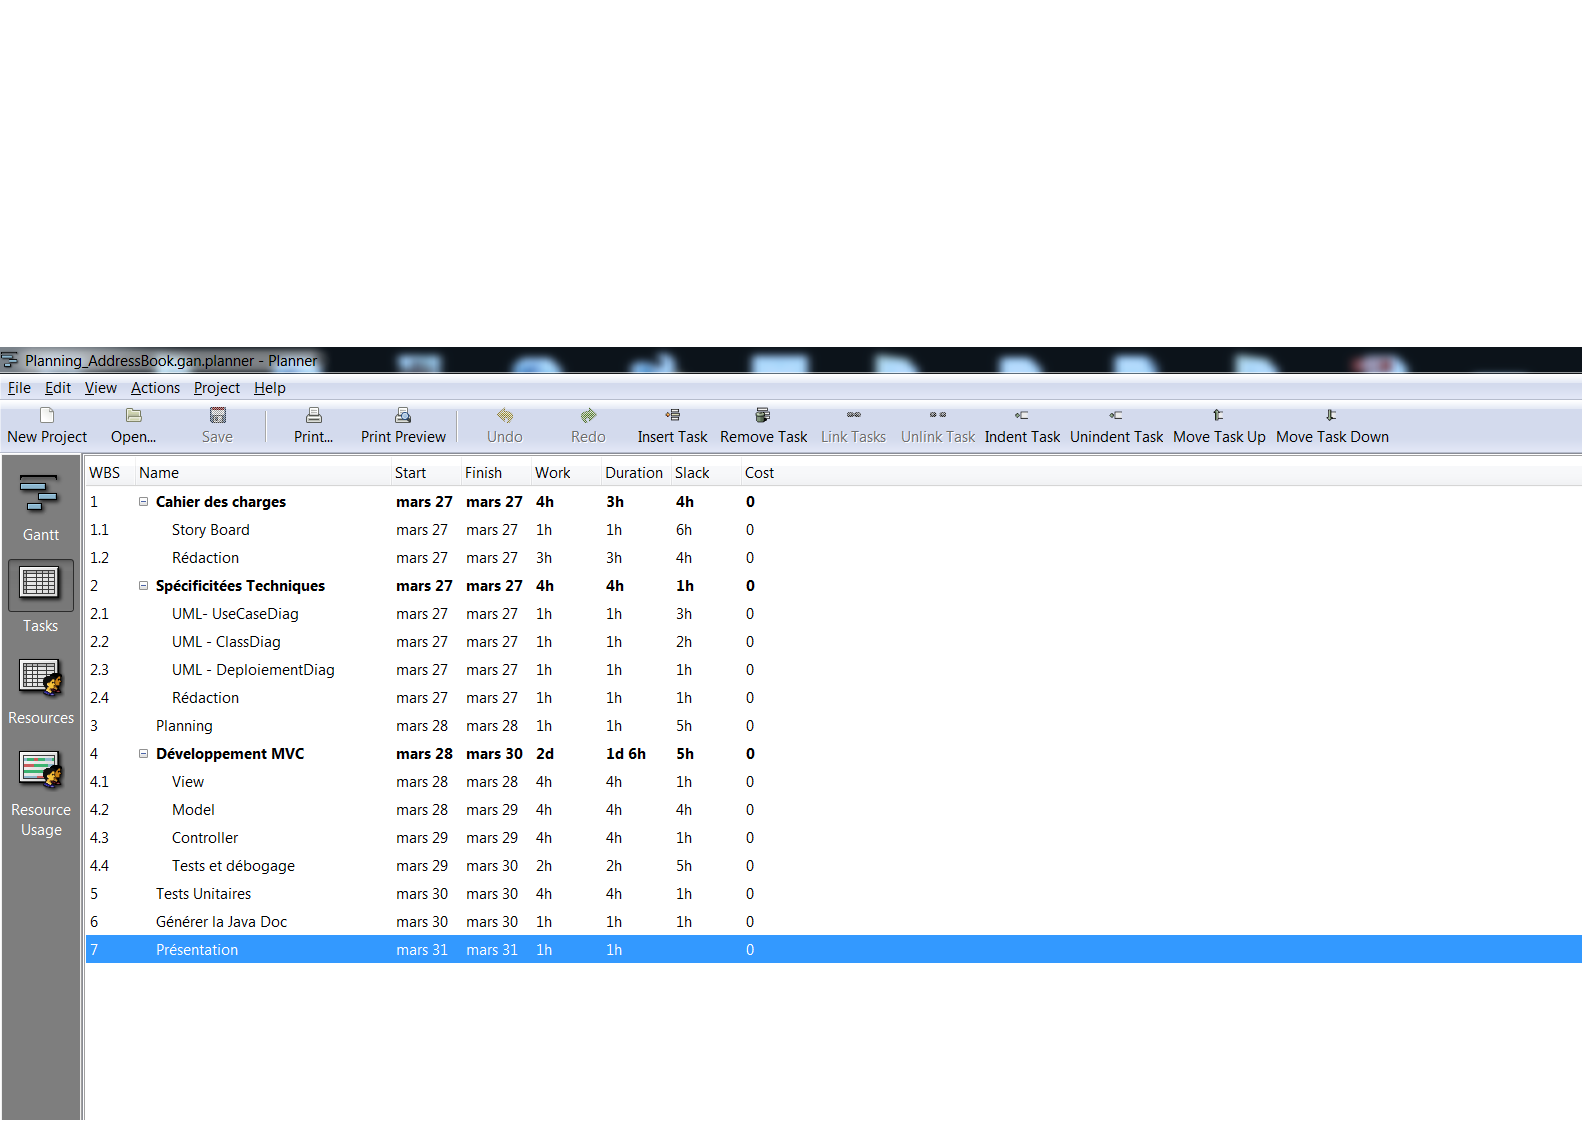 Planning_AddressBook.gan.planner - Planner
File Edit View Actions Project Help
New Project Open... Save Print... Print Preview Undo Redo Insert Task Remove Task Link Tasks Unlink Task Indent Task Unindent Task Move Task Up Move Task Down
Gantt
Tasks
Resources
Resource
Usage
WBS Name Start Finish Work Duration Slack Cost
1 Cahier des charges mars 27 mars 27 4h 3h 4h 0
1.1 Story Board mars 27 mars 27 1h 1h 6h 0
1.2 Rédaction mars 27 mars 27 3h 3h 4h 0
2 Spécificitées Techniques mars 27 mars 27 4h 4h 1h 0
2.1 UML- UseCaseDiag mars 27 mars 27 1h 1h 3h 0
2.2 UML - ClassDiag mars 27 mars 27 1h 1h 2h 0
2.3 UML - DeploiementDiag mars 27 mars 27 1h 1h 1h 0
2.4 Rédaction mars 27 mars 27 1h 1h 1h 0
3 Planning mars 28 mars 28 1h 1h 5h 0
4 Développement MVC mars 28 mars 30 2d 1d 6h 5h 0
4.1 View mars 28 mars 28 4h 4h 1h 0
4.2 Model mars 28 mars 29 4h 4h 4h 0
4.3 Controller mars 29 mars 29 4h 4h 1h 0
4.4 Tests et débogage mars 29 mars 30 2h 2h 5h 0
5 Tests Unitaires mars 30 mars 30 4h 4h 1h 0
6 Générer la Java Doc mars 30 mars 30 1h 1h 1h 0
7 Présentation mars 31 mars 31 1h 1h 0